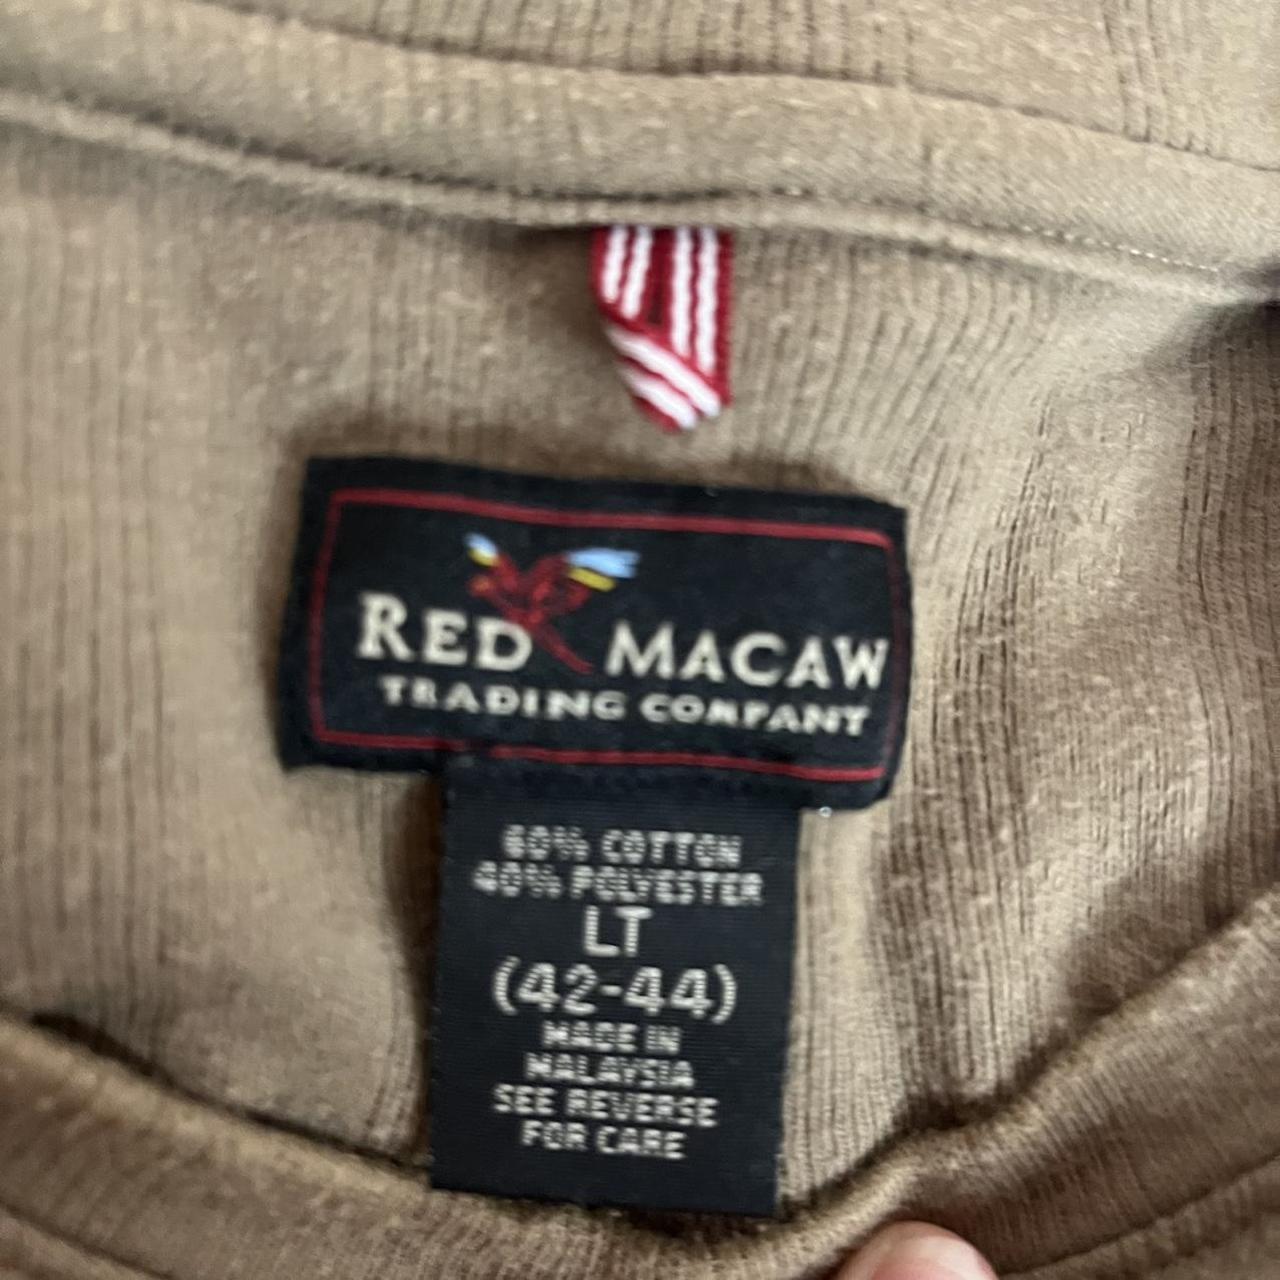 RED MACAW
TRADING COMPANY
60% COTTON
40% POLYESTER
LT
(42-44)
MADE IN
MALAYSIA
SEE REVERSE
FOR CARE